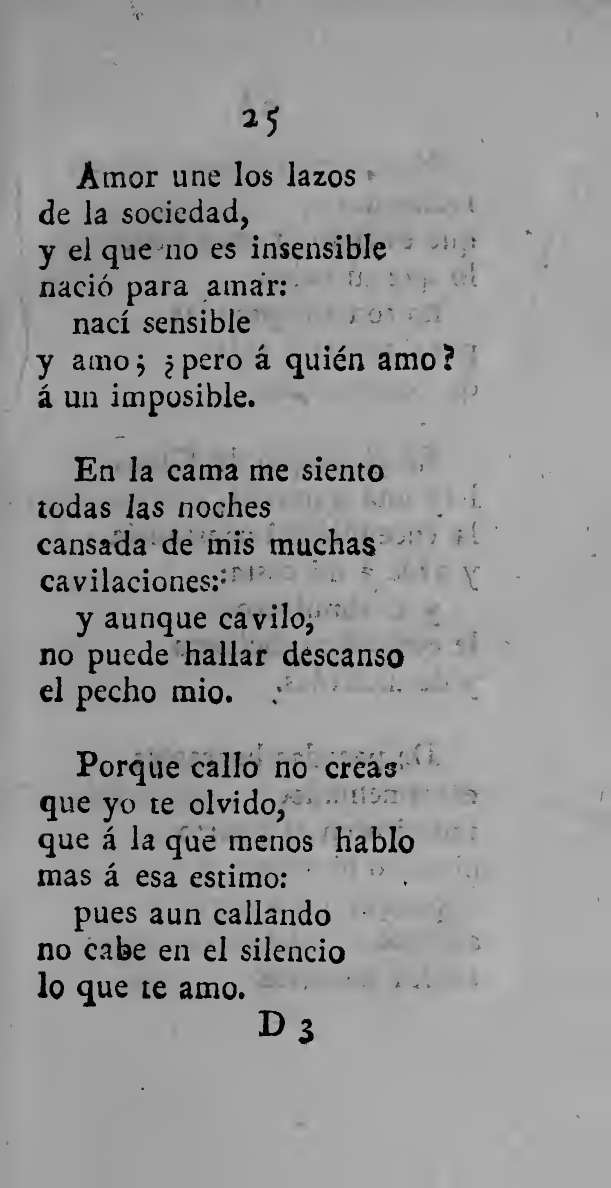 25
Amor une los lazos
de la sociedad,
y el que no es insensible
nació para amar:
nací sensible
y amo; ¿pero á quién amo?
á un imposible.
En la cama me siento
todas las noches
cansada de mis muchas
cavilaciones:
y aunque cavilo,
no puede hallar descanso
el pecho mio.
Porque callo no creas
que yo te olvido,
que á la que menos hablo
mas á esa estimo:
pues aun callando
no cabe en el silencio
lo que te amo.
D 3